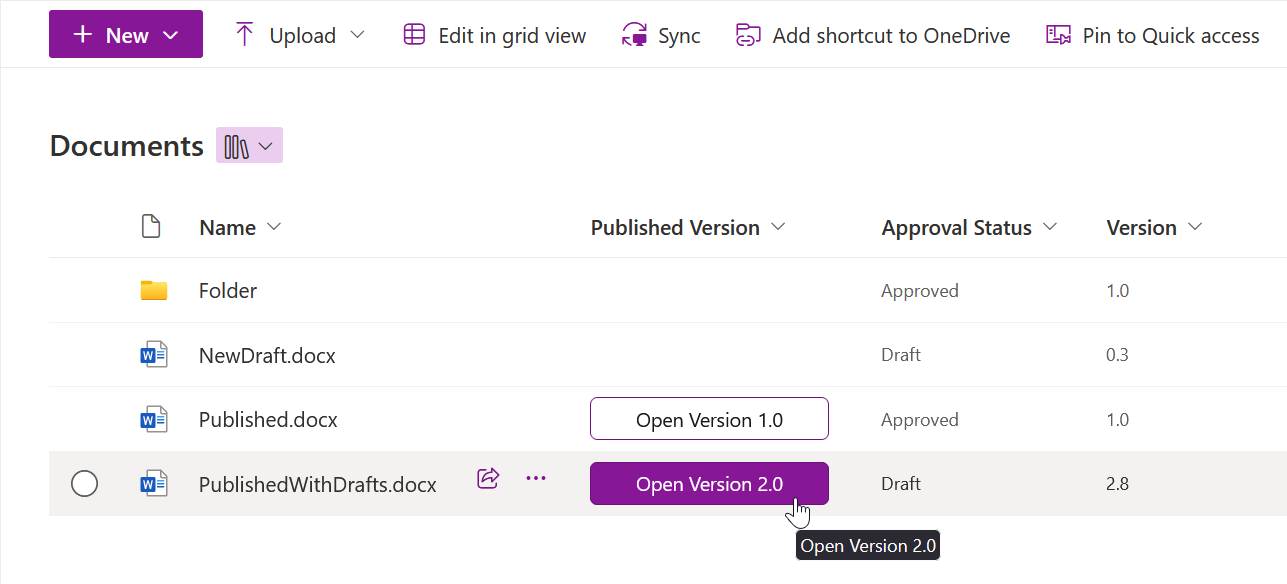 New Upload Edit in grid view Sync Add shortcut to OneDrive Pin to Quick access
Documents
Name Published Version Approval Status Version
Folder Approved 1.0
NewDraft.docx Draft 0.3
Published.docx Open Version 1.0 Approved 1.0
PublishedWithDrafts.docx Open Version 2.0 Draft 2.8
Open Version 2.0